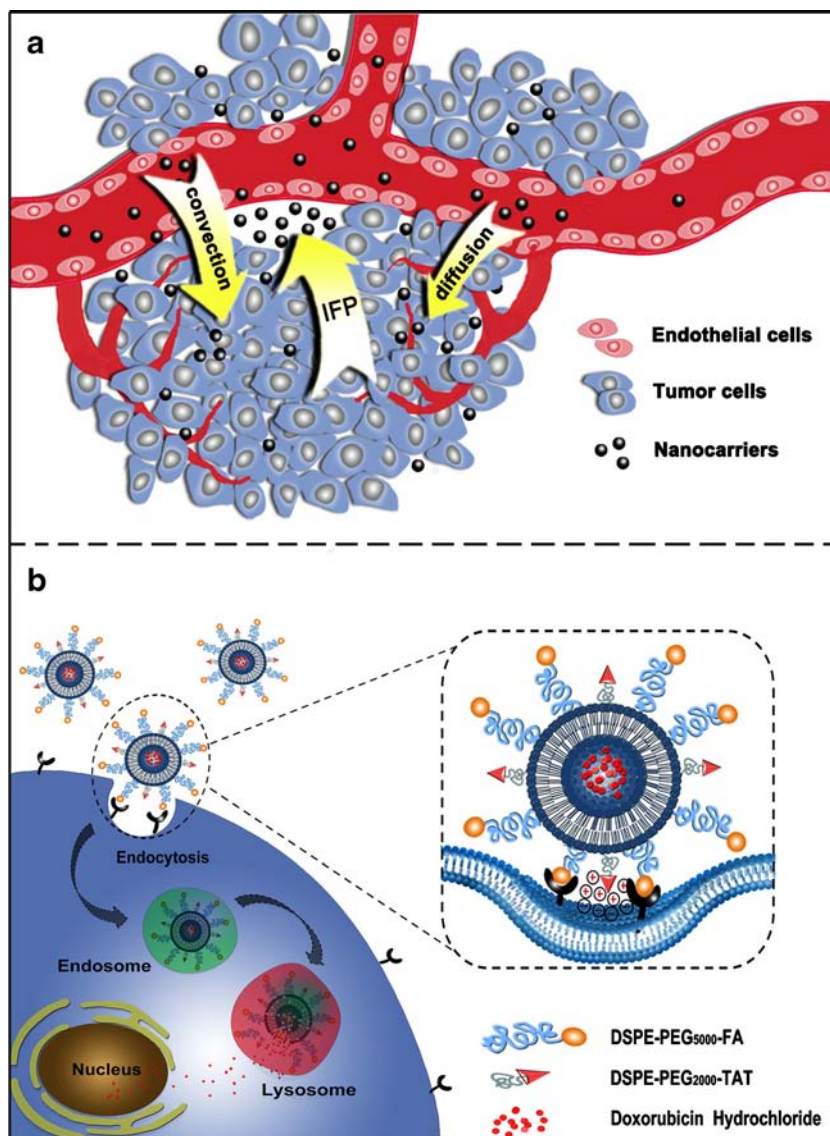 a
convection
IFP
diffusion
Endothelial cells
Tumor cells
Nanocarriers
b
Endocytosis
Endosome
Nucleus
Lysosome
DSPE-PEG5000-FA
DSPE-PEG2000-TAT
Doxorubicin Hydrochloride